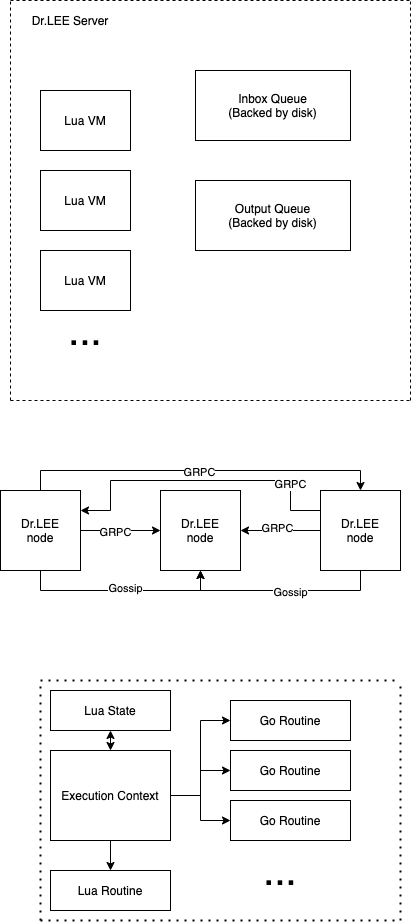 Dr.LEE Server
Lua VM
Lua VM
Lua VM
...
Inbox Queue
(Backed by disk)
Output Queue
(Backed by disk)
GRPC
GRPC
Dr.LEE
node
GRPC
Dr.LEE
node
GRPC
Dr.LEE
node
Gossip
Gossip
Lua State
Execution Context
Lua Routine
Go Routine
Go Routine
Go Routine
...